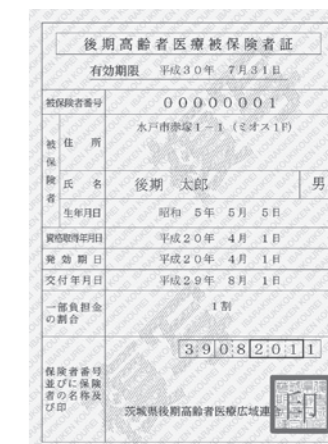 後期高齢者医療被保険者証
有効期限 平成30年 7月31日
被保険者番号 00000001
被保険者
住所 水戸市赤塚1-1 (ミオス1F)
氏名 後期 太郎 男
生年月日 昭和 5年 5月 5日
資格取得年月日 平成20年 4月 1日
発効期日 平成20年 4月 1日
交付年月日 平成29年 8月 1日
一部負担金の割合 1割
保険者番号並びに保険者の名称及び印
39082011
茨城県後期高齢者医療広域連合
印